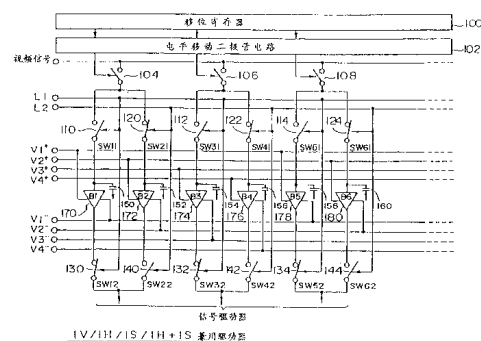 移位寄存器
100
电平移动二极管电路
102
视频信号
104 106 108
L1
L2
110 120 112 122 114 124
SW11 SW21 SW31 SW41 SW61 SW61
V1+
V2+
V3+
V4+
B1 B2 B3 B4 B5 B6
150 152 154 156 158 160
170 172 174 176 178 180
V1-
V2-
V3-
V4-
130 140 132 142 134 144
SW12 SW22 SW32 SW42 SW52 SW62
信号驱动图
1V/1H/1S/1H+1S 兼用驱动图